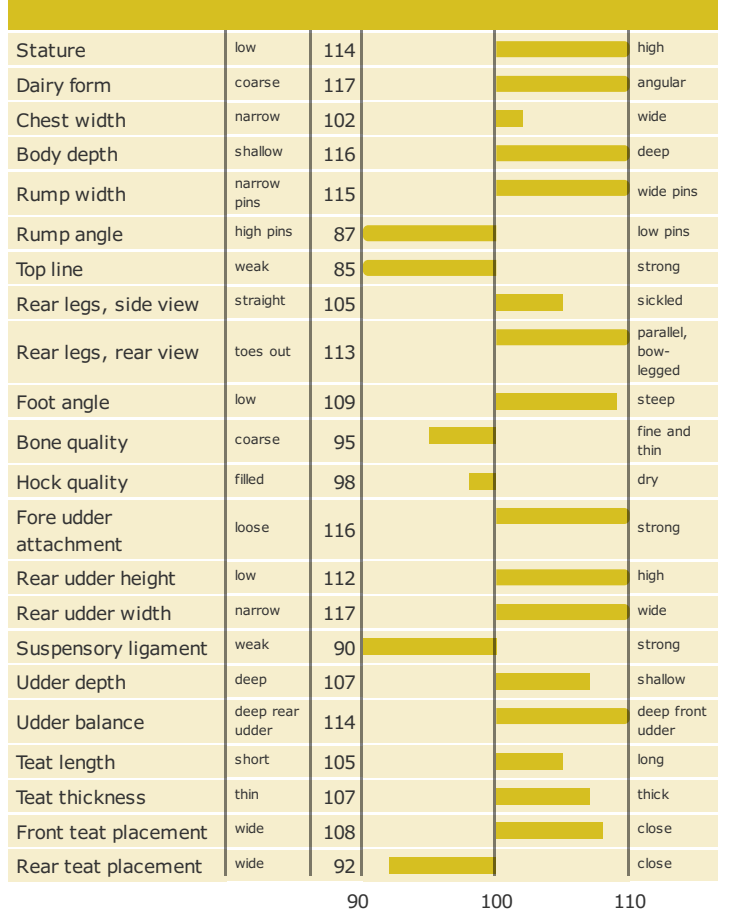 Stature low 114 high
Dairy form coarse 117 angular
Chest width narrow 102 wide
Body depth shallow 116 deep
Rump width narrow pins 115 wide pins
Rump angle high pins 87 low pins
Top line weak 85 strong
Rear legs, side view straight 105 sickled
Rear legs, rear view toes out 113 parallel, bow-legged
Foot angle low 109 steep
Bone quality coarse 95 fine and thin
Hock quality filled 98 dry
Fore udder attachment loose 116 strong
Rear udder height low 112 high
Rear udder width narrow 117 wide
Suspensory ligament weak 90 strong
Udder depth deep 107 shallow
Udder balance deep rear udder 114 deep front udder
Teat length short 105 long
Teat thickness thin 107 thick
Front teat placement wide 108 close
Rear teat placement wide 92 close
90 100 110